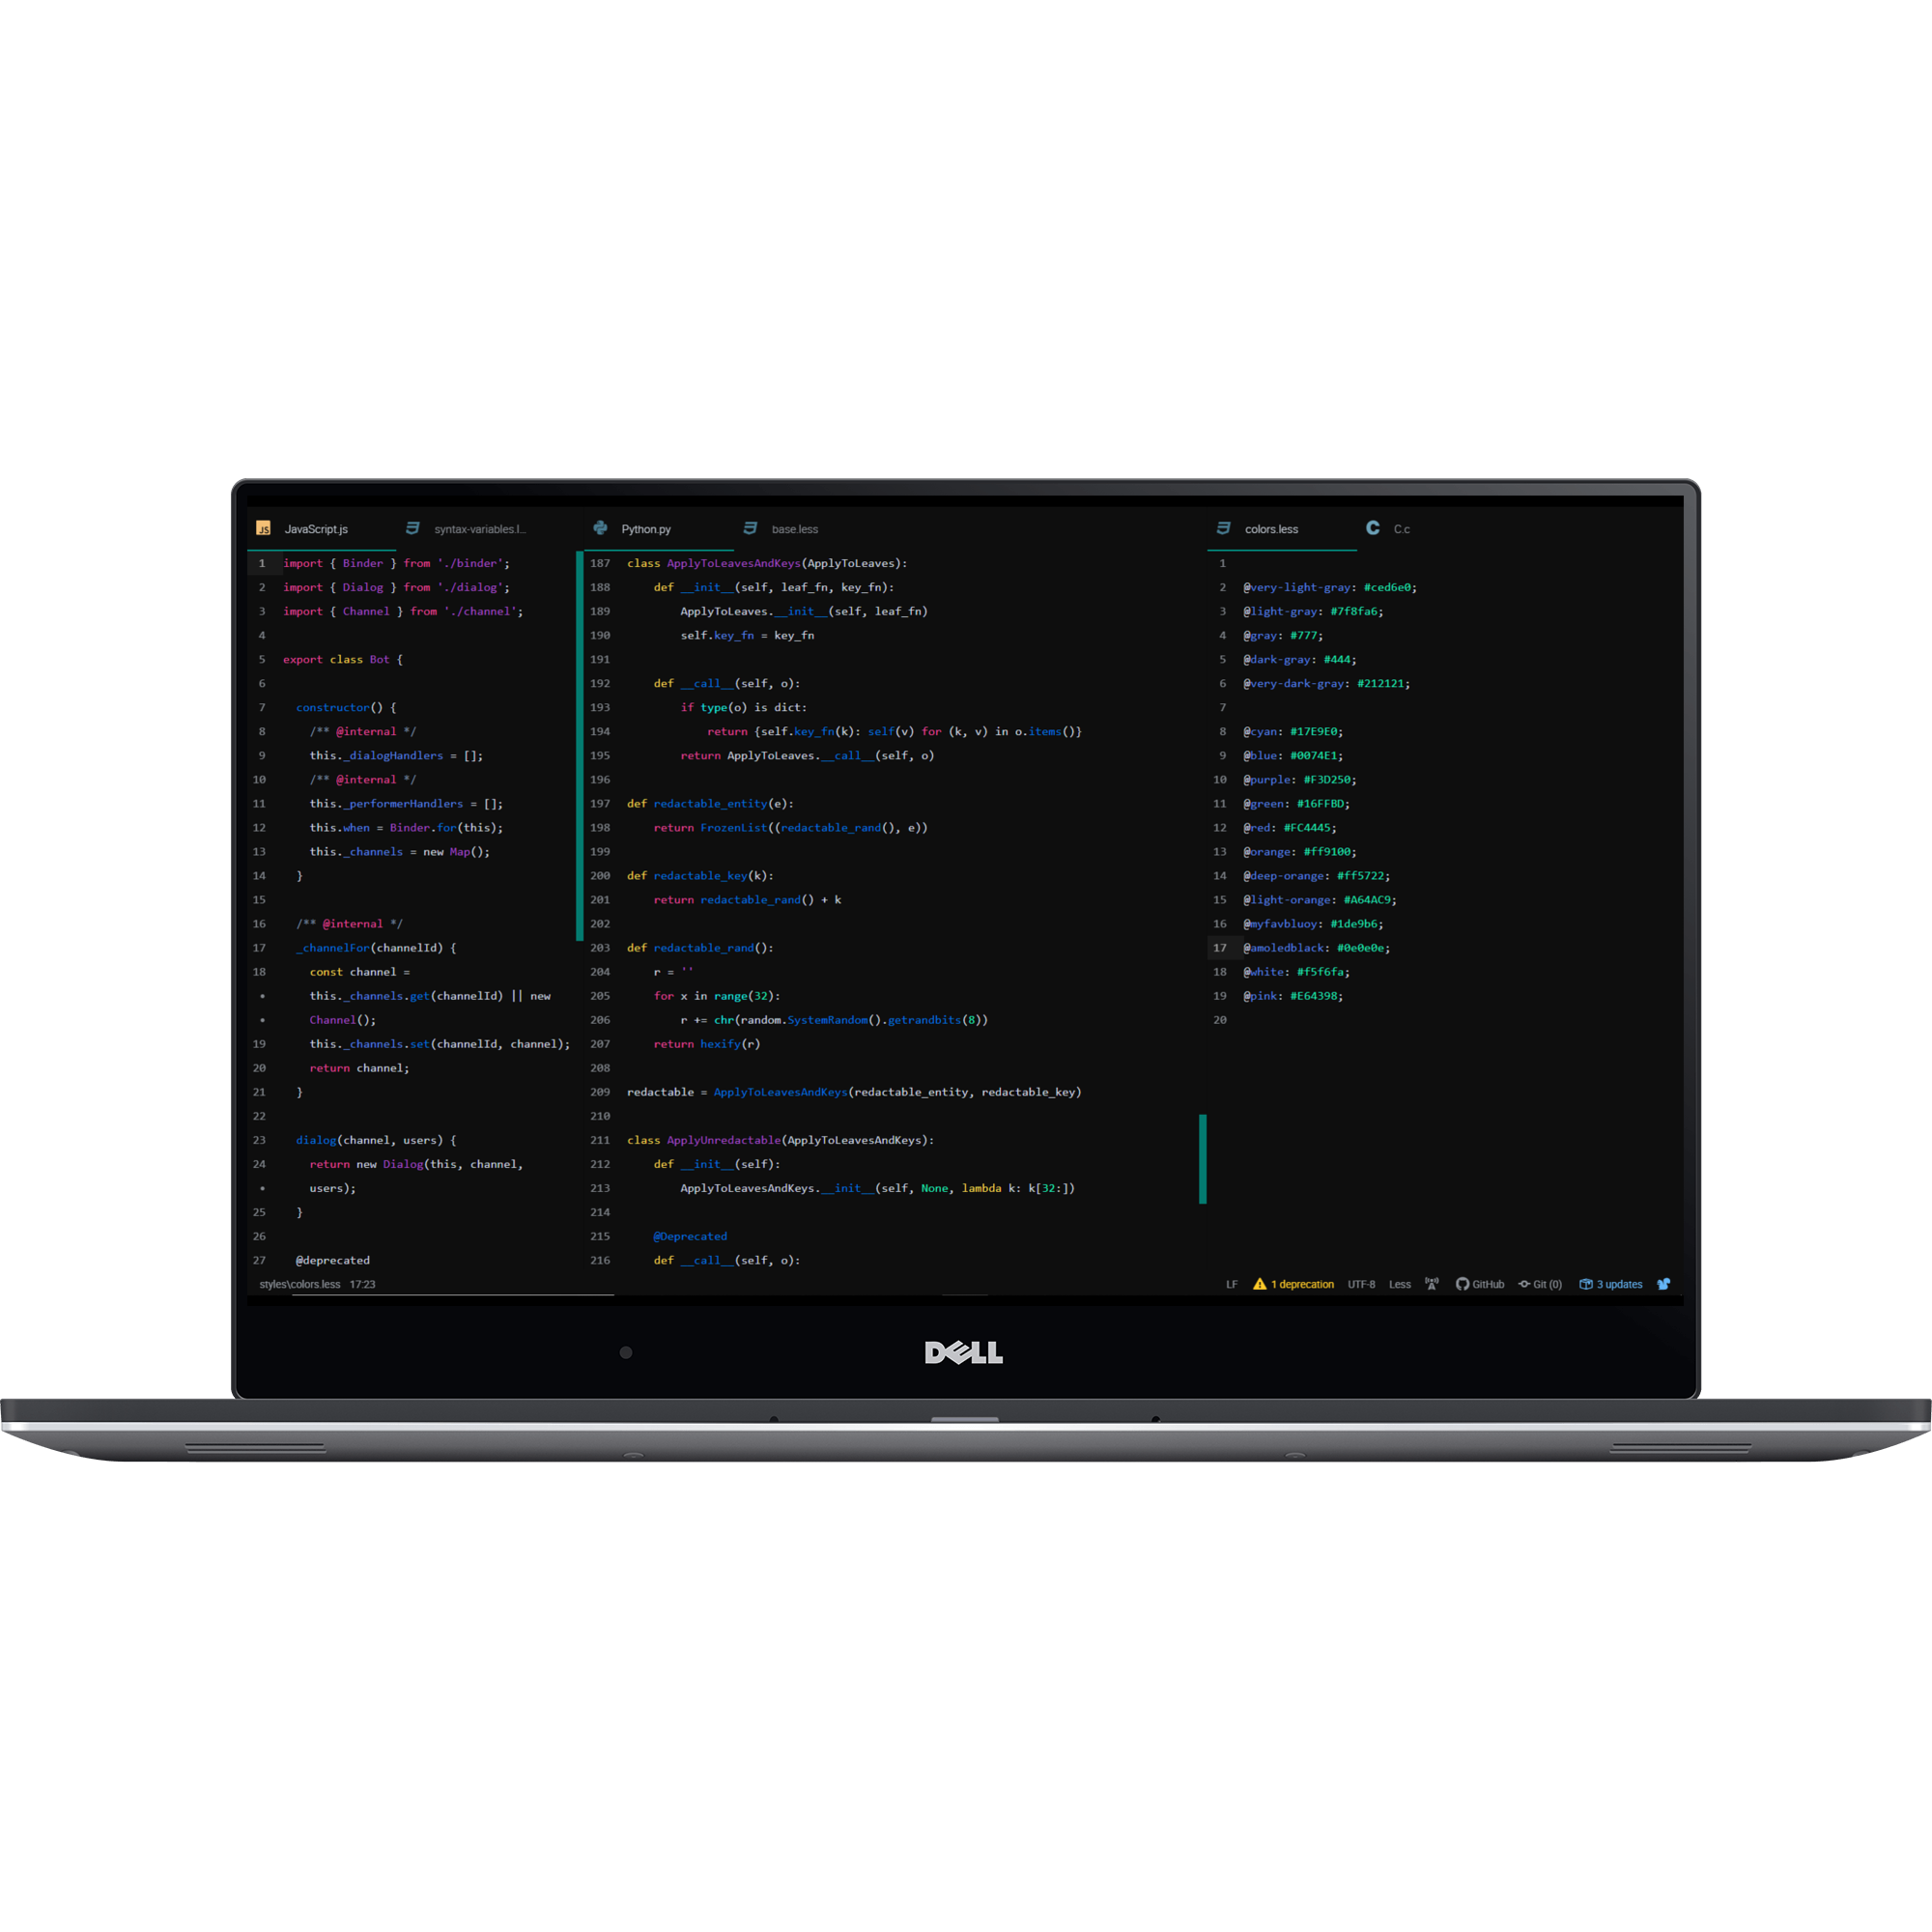 JS JavaScript.js syntax-variables.l...
1 import { Binder } from './binder';
2 import { Dialog } from './dialog';
3 import { Channel } from './channel';
4
5 export class Bot {
6
7 constructor() {
8 /** @internal */
9 this._dialogHandlers = [];
10 /** @internal */
11 this._performerHandlers = [];
12 this.when = Binder.for(this);
13 this._channels = new Map();
14 }
15
16 /** @internal */
17 _channelFor(channelId) {
18 const channel =
• this._channels.get(channelId) || new
• Channel();
19 this._channels.set(channelId, channel);
20 return channel;
21 }
22
23 dialog(channel, users) {
24 return new Dialog(this, channel,
• users);
25 }
26
27 @deprecated
Python.py base.less
187 class ApplyToLeavesAndKeys(ApplyToLeaves):
188 def __init__(self, leaf_fn, key_fn):
189 ApplyToLeaves.__init__(self, leaf_fn)
190 self.key_fn = key_fn
191
192 def __call__(self, o):
193 if type(o) is dict:
194 return {self.key_fn(k): self(v) for (k, v) in o.items()}
195 return ApplyToLeaves.__call__(self, o)
196
197 def redactable_entity(e):
198 return FrozenList((redactable_rand(), e))
199
200 def redactable_key(k):
201 return redactable_rand() + k
202
203 def redactable_rand():
204 r = ''
205 for x in range(32):
206 r += chr(random.SystemRandom().getrandbits(8))
207 return hexify(r)
208
209 redactable = ApplyToLeavesAndKeys(redactable_entity, redactable_key)
210
211 class ApplyUnredactable(ApplyToLeavesAndKeys):
212 def __init__(self):
213 ApplyToLeavesAndKeys.__init__(self, None, lambda k: k[32:])
214
215 @Deprecated
216 def __call__(self, o):
colors.less C C.c
1
2 @very-light-gray: #ced6e0;
3 @light-gray: #7f8fa6;
4 @gray: #777;
5 @dark-gray: #444;
6 @very-dark-gray: #212121;
7
8 @cyan: #17E9E0;
9 @blue: #0074E1;
10 @purple: #F3D250;
11 @green: #16FFBD;
12 @red: #FC4445;
13 @orange: #ff9100;
14 @deep-orange: #ff5722;
15 @light-orange: #A64AC9;
16 @myfavbluoy: #1de9b6;
17 @amoledblack: #0e0e0e;
18 @white: #f5f6fa;
19 @pink: #E64398;
20
styles\colors.less 17:23 LF 1 deprecation UTF-8 Less GitHub Git (0) 3 updates
DELL